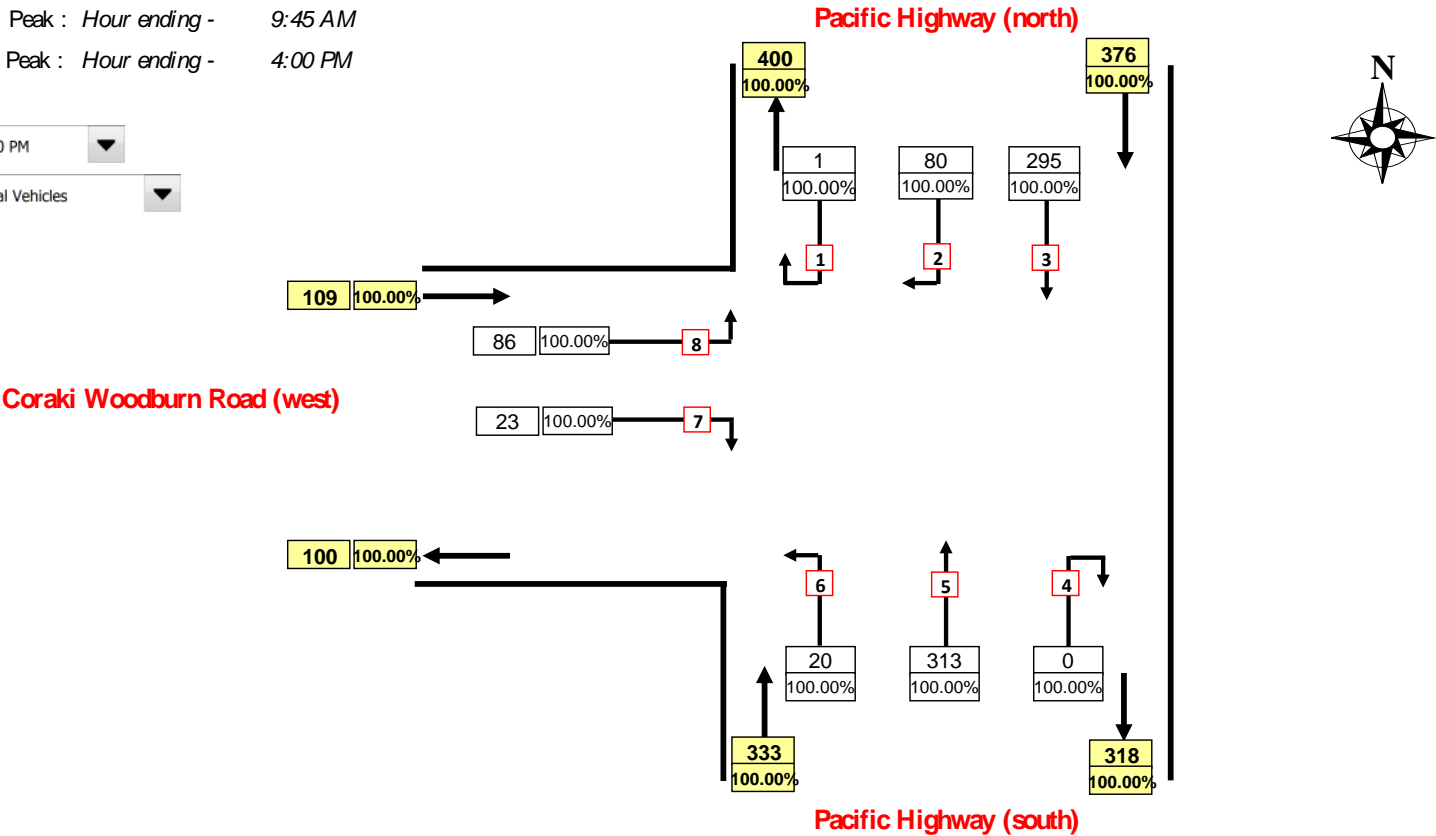 Peak : Hour ending - 9:45 AM
Pacific Highway (north)
Peak : Hour ending - 4:00 PM
400
100.00%
376
100.00%
N
PM
Vehicles
1
100.00%
80
100.00%
295
100.00%
1
2
3
109 100.00%
86 100.00% 8
Coraki Woodburn Road (west)
23 100.00% 7
100 100.00%
6
5
4
20
100.00%
313
100.00%
0
100.00%
333
100.00%
318
100.00%
Pacific Highway (south)